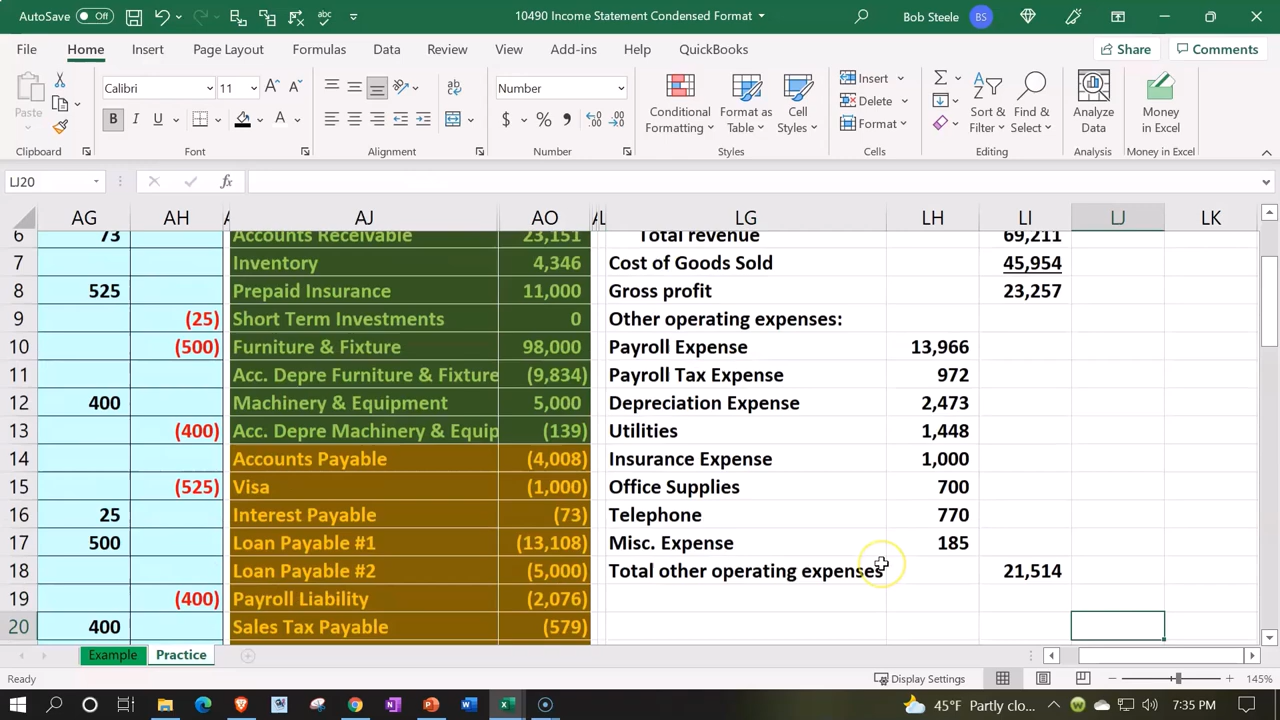 AutoSave Off
10490 Income Statement Condensed Format
Bob Steele BS
File Home Insert Page Layout Formulas Data Review View Add-ins Help QuickBooks
Share Comments
Paste
Clipboard
Calibri 11
B I U
Font
Alignment
Number
$ % ,
Number
Conditional Formatting
Format as Table
Cell Styles
Styles
Insert
Delete
Format
Cells
Sort & Filter
Find & Select
Editing
Analyze Data
Analysis
Money in Excel
Money in Excel
LJ20 fx
AG AH A AJ AO A L LG LH LI LJ LK
6 73 Accounts Receivable 23,151 Total revenue 69,211
7 Inventory 4,346 Cost of Goods Sold 45,954
8 525 Prepaid Insurance 11,000 Gross profit 23,257
9 (25) Short Term Investments 0 Other operating expenses:
10 (500) Furniture & Fixture 98,000 Payroll Expense 13,966
11 Acc. Depre Furniture & Fixture (9,834) Payroll Tax Expense 972
12 400 Machinery & Equipment 5,000 Depreciation Expense 2,473
13 (400) Acc. Depre Machinery & Equip (139) Utilities 1,448
14 Accounts Payable (4,008) Insurance Expense 1,000
15 (525) Visa (1,000) Office Supplies 700
16 25 Interest Payable (73) Telephone 770
17 500 Loan Payable #1 (13,108) Misc. Expense 185
18 Loan Payable #2 (5,000) Total other operating expenses 21,514
19 (400) Payroll Liability (2,076)
20 400 Sales Tax Payable (579)
Example Practice
Ready Display Settings 145%
45°F Partly clo... 7:35 PM